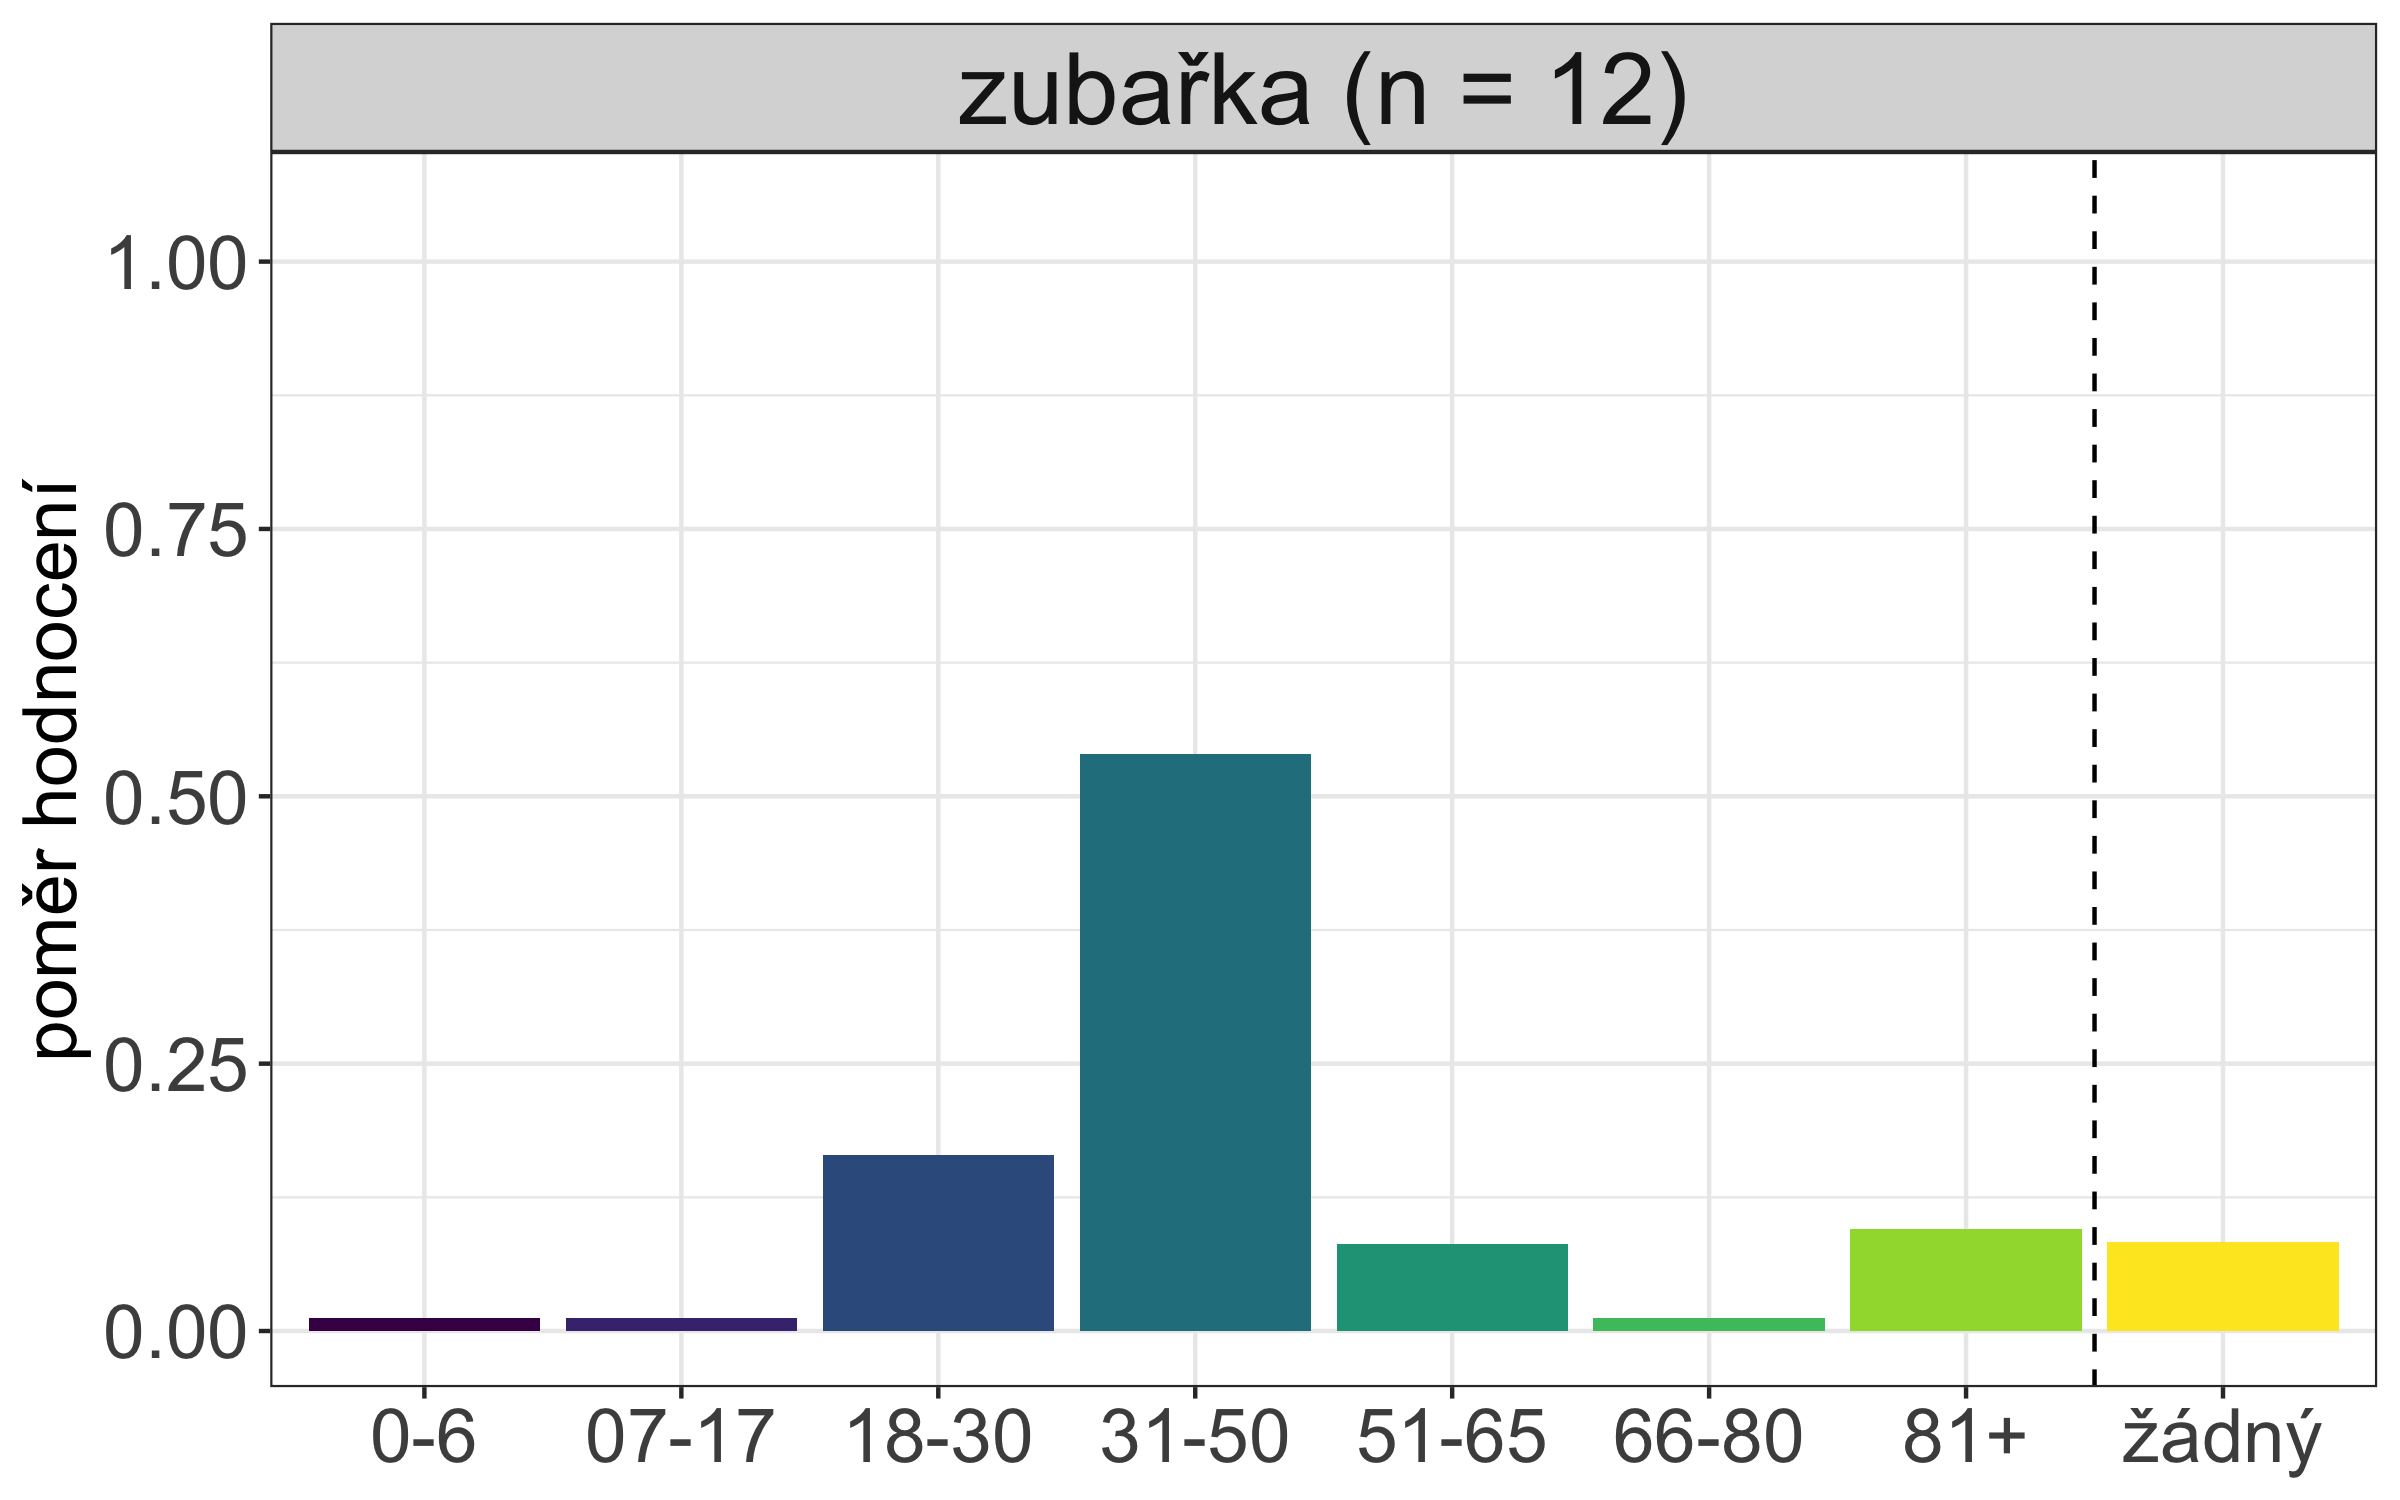 zubařka (n = 12)
poměr hodnocení
1.00
0.75
0.50
0.25
0.00
0-6 07-17 18-30 31-50 51-65 66-80 81+ žádný